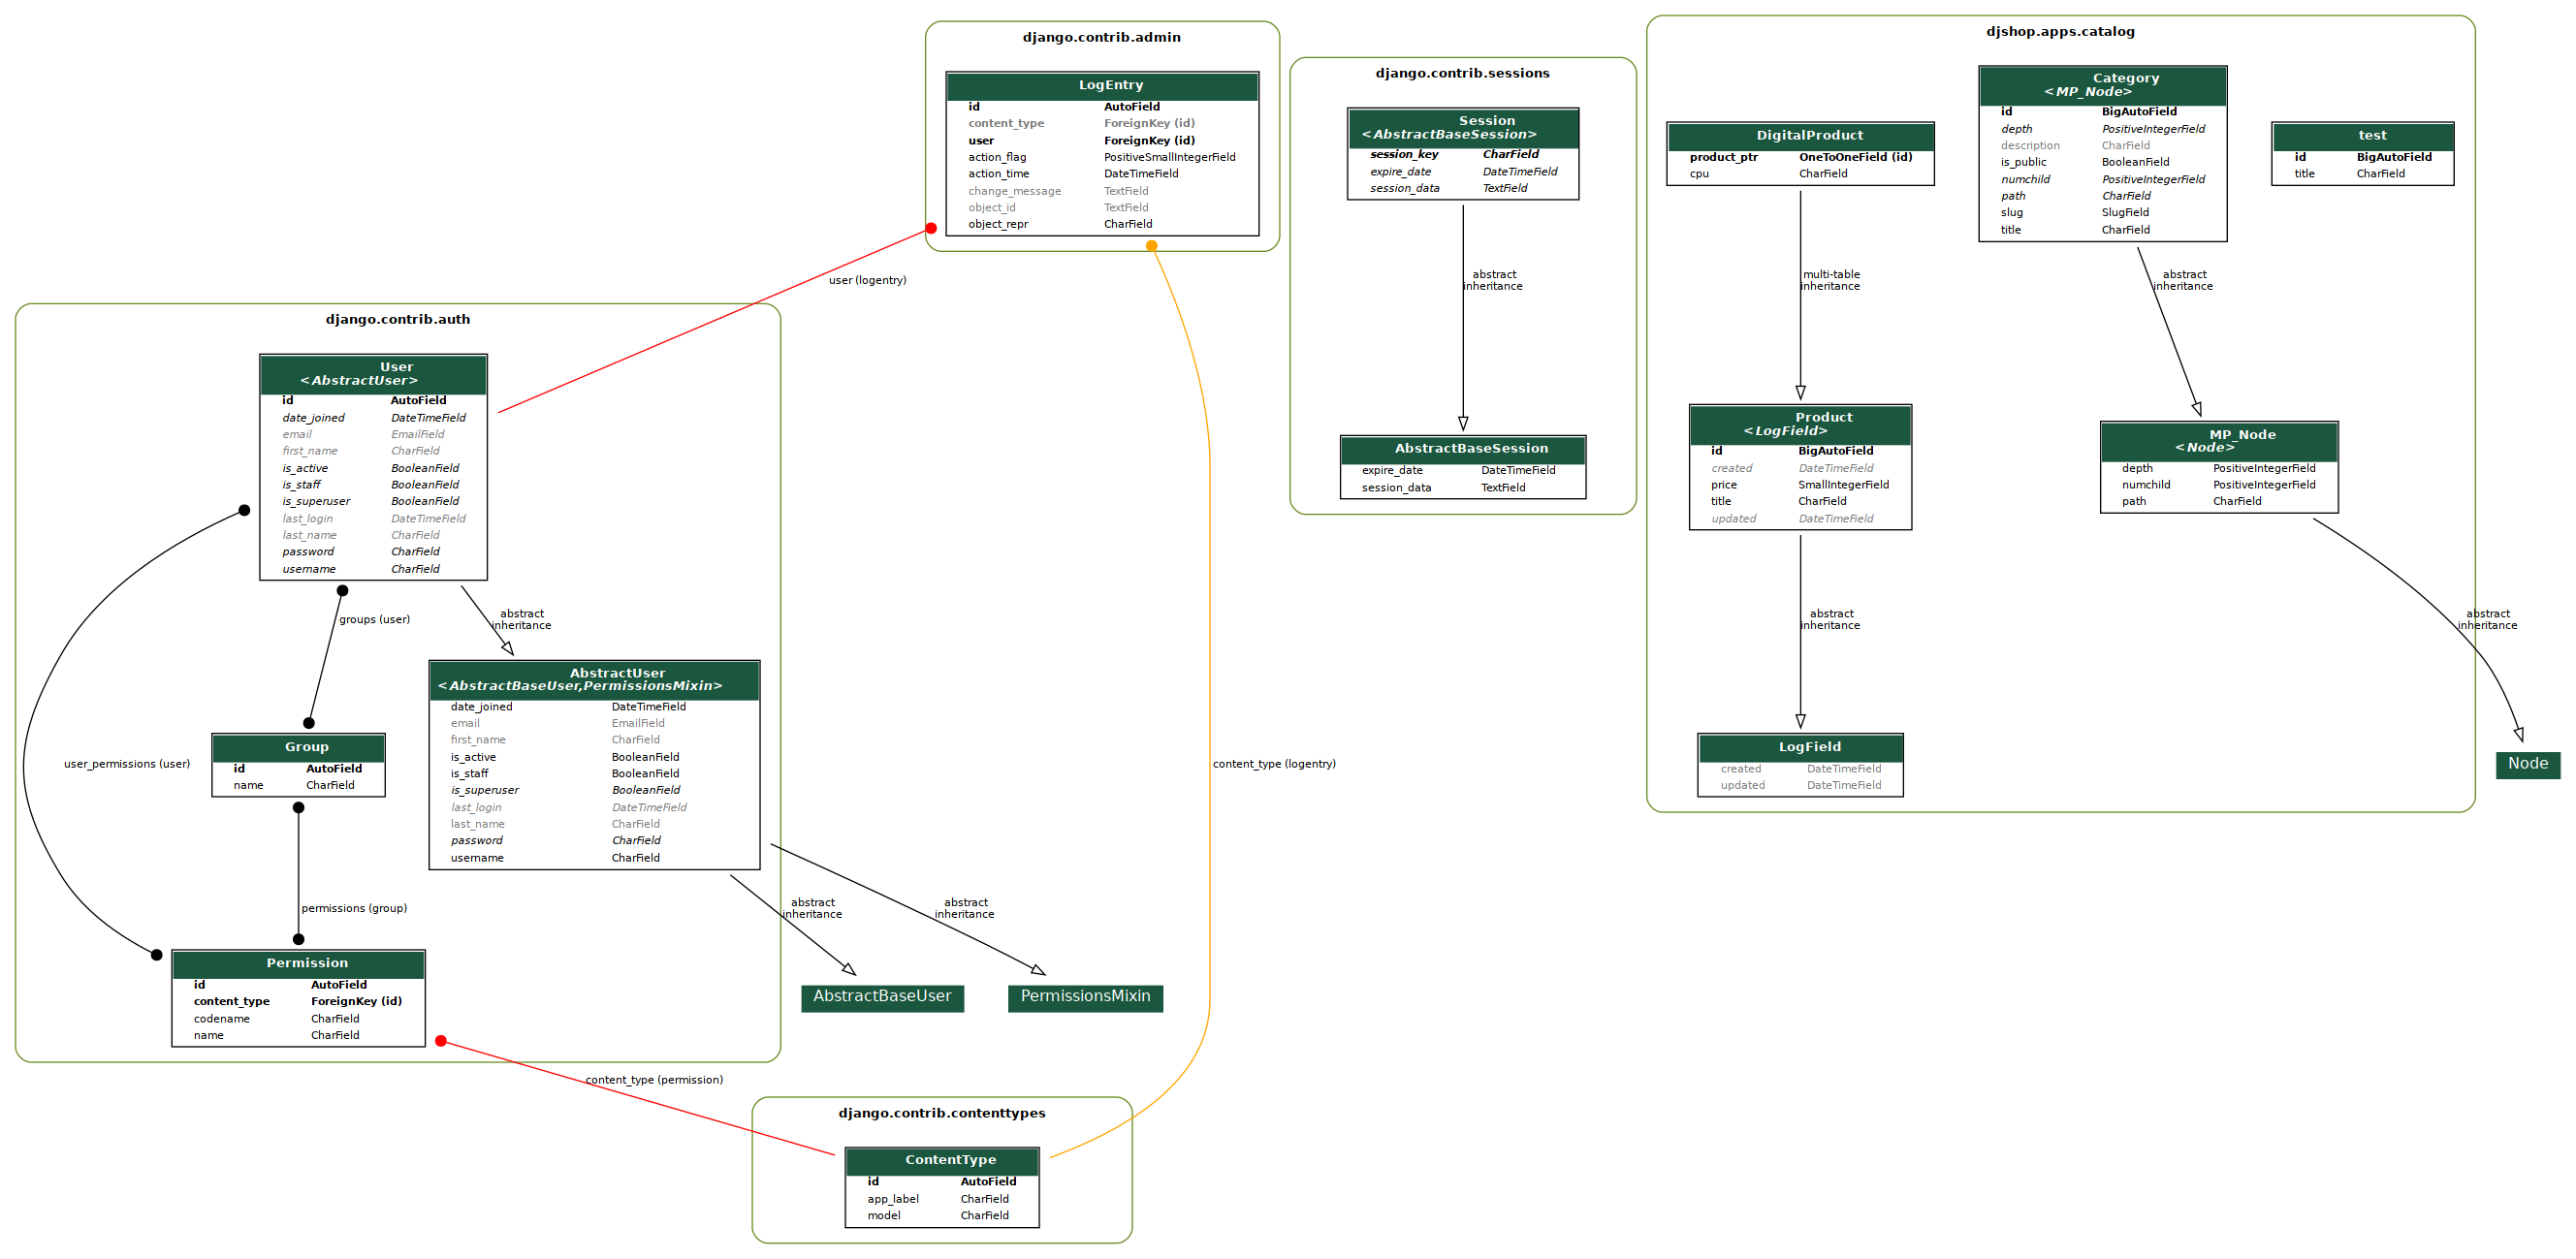 django.contrib.admin
LogEntry
id AutoField
content_type ForeignKey (id)
user ForeignKey (id)
action_flag PositiveSmallIntegerField
action_time DateTimeField
change_message TextField
object_id TextField
object_repr CharField
django.contrib.sessions
Session
<AbstractBaseSession>
session_key CharField
expire_date DateTimeField
session_data TextField
abstract
inheritance
AbstractBaseSession
expire_date DateTimeField
session_data TextField
djshop.apps.catalog
DigitalProduct
product_ptr OneToOneField (id)
cpu CharField
Category
<MP_Node>
id BigAutoField
depth PositiveIntegerField
description CharField
is_public BooleanField
numchild PositiveIntegerField
path CharField
slug SlugField
title CharField
test
id BigAutoField
title CharField
multi-table
inheritance
abstract
inheritance
Product
<LogField>
id BigAutoField
created DateTimeField
price SmallIntegerField
title CharField
updated DateTimeField
MP_Node
<Node>
depth PositiveIntegerField
numchild PositiveIntegerField
path CharField
abstract
inheritance
abstract
inheritance
LogField
created DateTimeField
updated DateTimeField
Node
user (logentry)
django.contrib.auth
User
<AbstractUser>
id AutoField
date_joined DateTimeField
email EmailField
first_name CharField
is_active BooleanField
is_staff BooleanField
is_superuser BooleanField
last_login DateTimeField
last_name CharField
password CharField
username CharField
groups (user)
abstract
inheritance
AbstractUser
<AbstractBaseUser,PermissionsMixin>
date_joined DateTimeField
email EmailField
first_name CharField
is_active BooleanField
is_staff BooleanField
is_superuser BooleanField
last_login DateTimeField
last_name CharField
password CharField
username CharField
user_permissions (user)
Group
id AutoField
name CharField
content_type (logentry)
permissions (group)
abstract
inheritance
abstract
inheritance
Permission
id AutoField
content_type ForeignKey (id)
codename CharField
name CharField
AbstractBaseUser
PermissionsMixin
content_type (permission)
django.contrib.contenttypes
ContentType
id AutoField
app_label CharField
model CharField